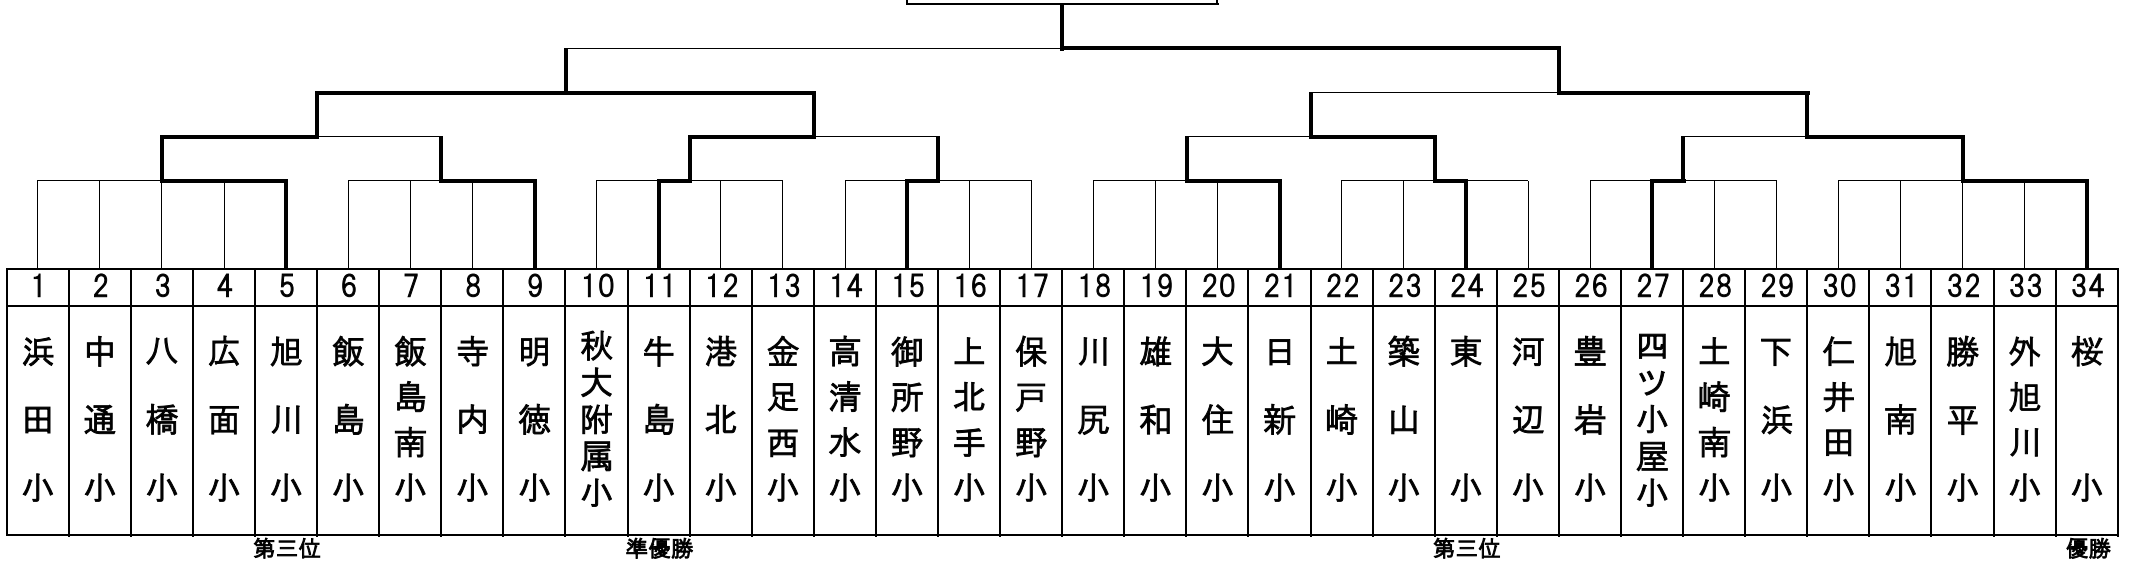 1 2 3 4 5 6 7 8 9 10 11 12 13 14 15 16 17 18 19 20 21 22 23 24 25 26 27 28 29 30 31 32 33 34
浜田小
中通小
八橋小
広面小
旭川小
飯島小
飯島南小
寺内小
明徳小
秋大附属小
牛島小
港北小
金足西小
高清水小
御所野小
上北手小
保戸野小
川尻小
雄和小
大住小
日新小
土崎小
築山小
東小
河辺小
豊岩小
四ツ小屋小
土崎南小
下浜小
仁井田小
旭南小
勝平小
外旭川小
桜小
第三位 準優勝 第三位 優勝